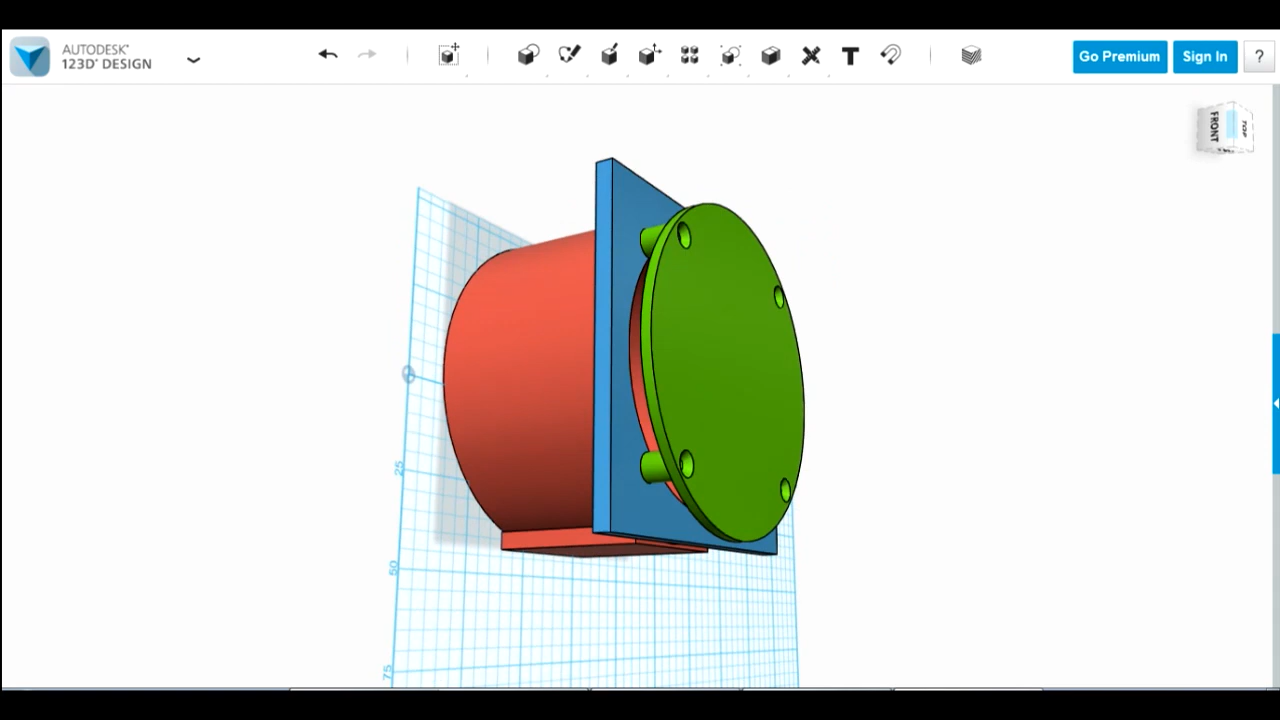 AUTODESK®
123D® DESIGN
T
Go Premium
Sign In
?
FRONT
TOP
25
50
75